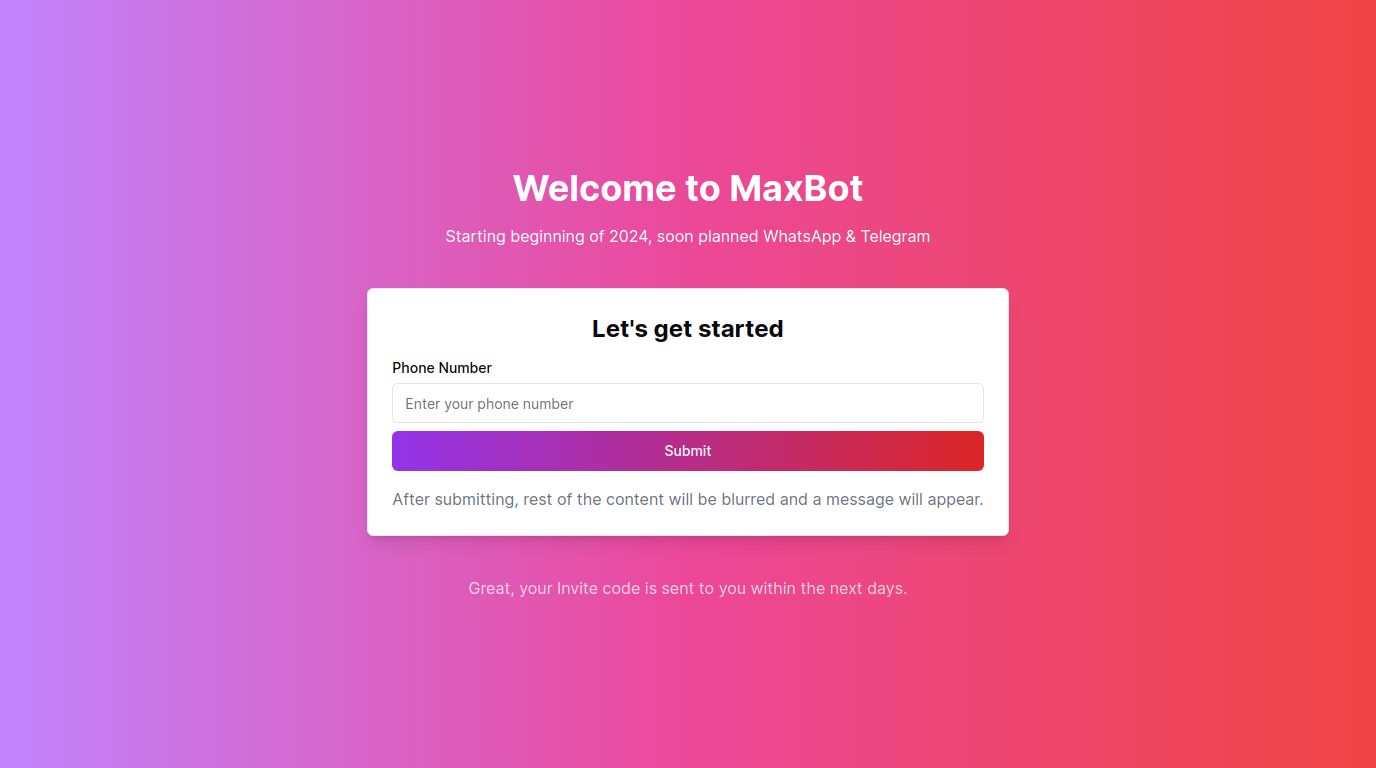 Welcome to MaxBot
Starting beginning of 2024, soon planned WhatsApp & Telegram
Let's get started
Phone Number
Enter your phone number
Submit
After submitting, rest of the content will be blurred and a message will appear.
Great, your Invite code is sent to you within the next days.